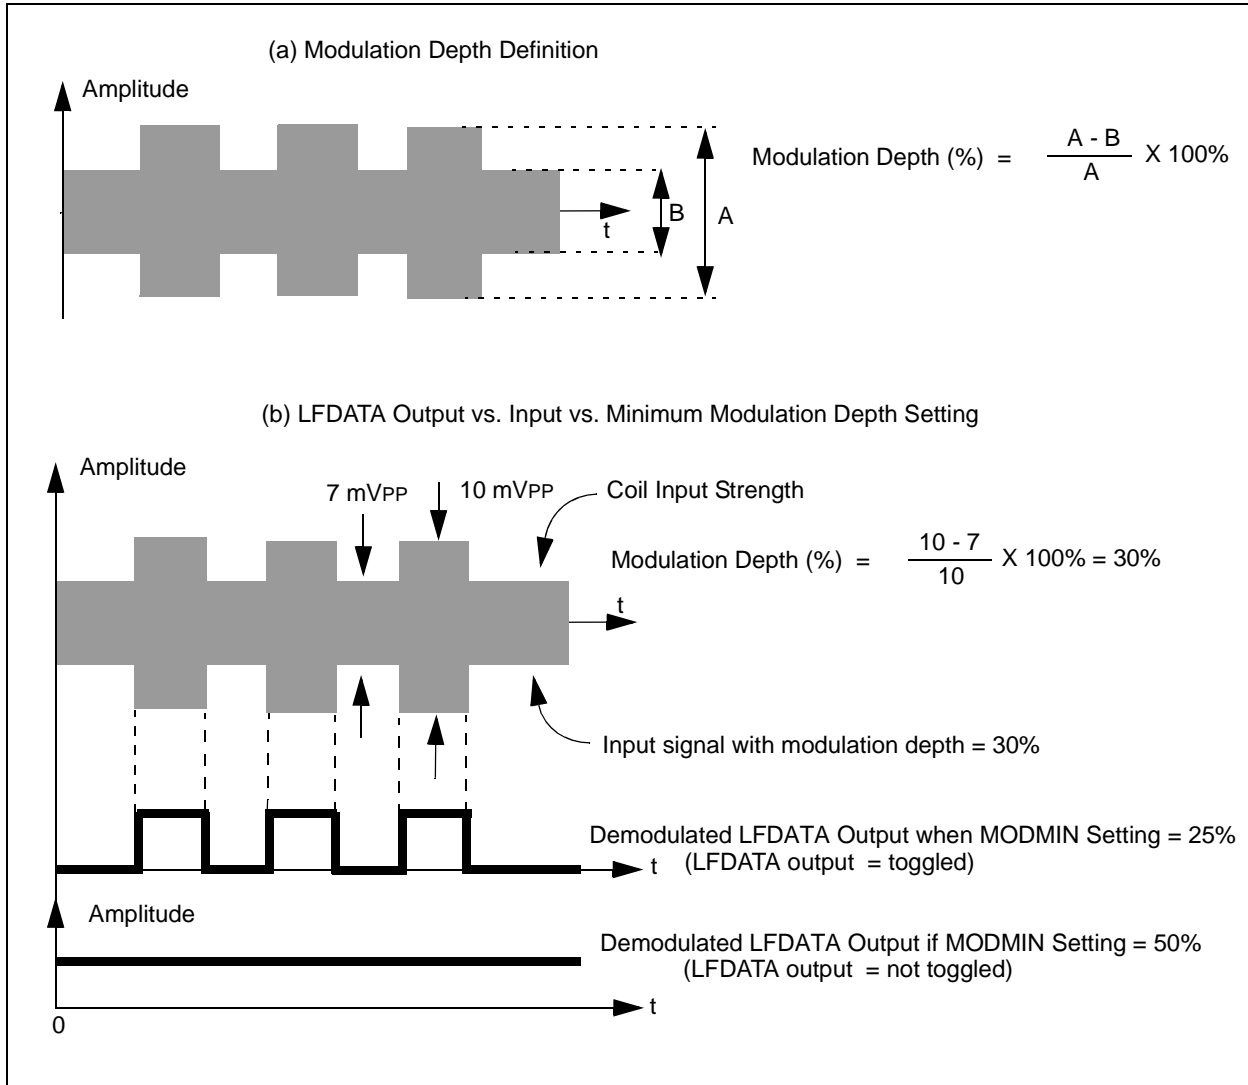 (a) Modulation Depth Definition
Amplitude
Modulation Depth (%) = A - B / A X 100%
B
A
t
(b) LFDATA Output vs. Input vs. Minimum Modulation Depth Setting
Amplitude
7 mVPP
10 mVPP
Coil Input Strength
Modulation Depth (%) = 10 - 7 / 10 X 100% = 30%
t
Input signal with modulation depth = 30%
Demodulated LFDATA Output when MODMIN Setting = 25%
t
(LFDATA output = toggled)
Amplitude
Demodulated LFDATA Output if MODMIN Setting = 50%
(LFDATA output = not toggled)
t
0